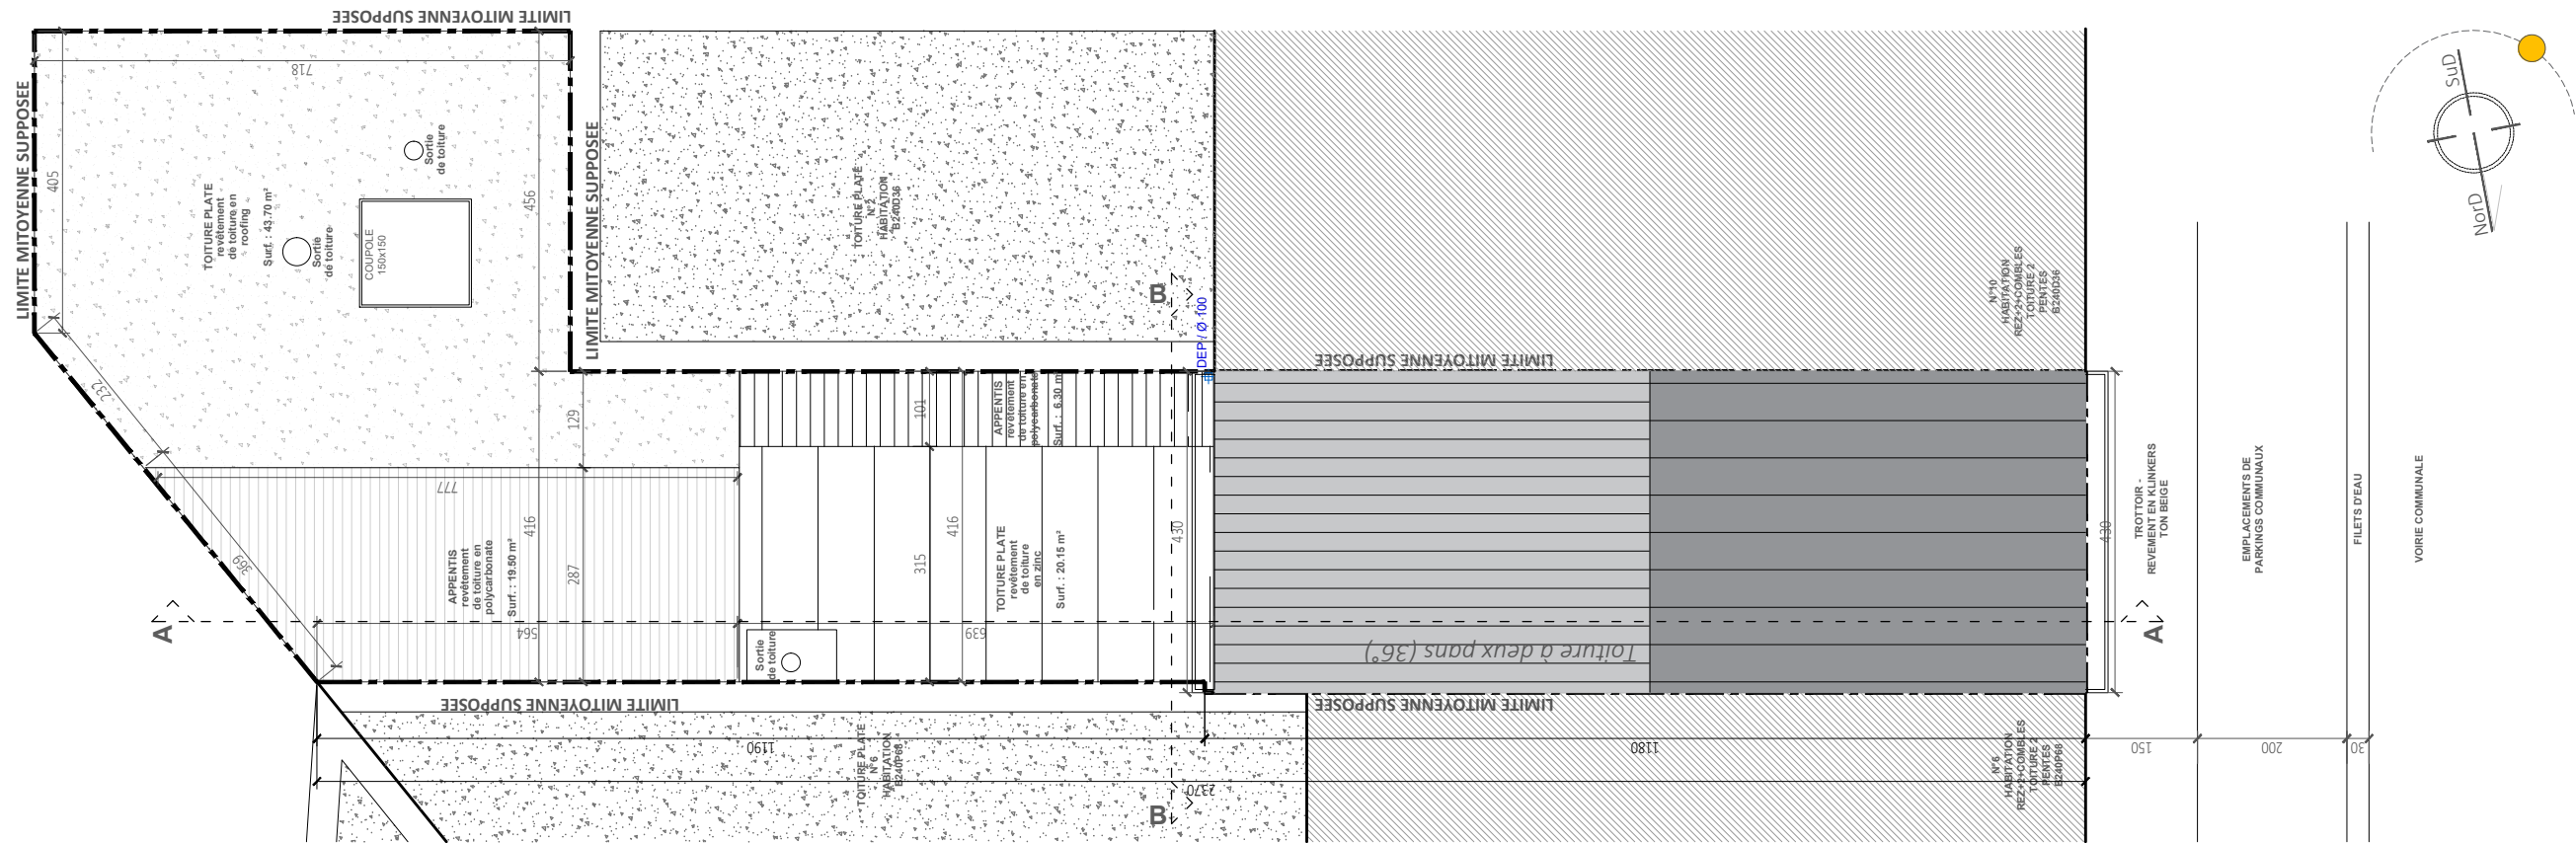 LIMITE MITOYENNE SUPPOSEE
LIMITE MITOYENNE SUPPOSEE
718
405
TOITURE PLATE
revêtement
de toiture en
roofing
Surf. : 43.70 m²
Sortie
de toiture
COUPOLE
150x150
Sortie
de toiture
456
LIMITE MITOYENNE SUPPOSEE
TOITURE PLATE
N°2
HABITATION
B240D36
B
DEP / Ø 100
N°10
HABITATION
REZ+2+COMBLES
TOITURE 2
PENTES
B240D36
SuD
NorD
232
369
777
129
416
287
564
APPENTIS
revêtement
de toiture en
polycarbonate
Surf. : 19.50 m²
A
101
315
416
639
430
APPENTIS
revêtement
de toiture en
polycarbonate
Surf. : 6.30 m²
TOITURE PLATE
revêtement
de toiture
en zinc
Surf. : 20.15 m²
Sortie
de toiture
LIMITE MITOYENNE SUPPOSEE
Toiture à deux pans (36°)
430
TROTTOIR -
REVEMENT EN KLINKERS
TON BEIGE
EMPLACEMENTS DE
PARKINGS COMMUNAUX
FILETS D'EAU
VOIRIE COMMUNALE
A
LIMITE MITOYENNE SUPPOSEE
LIMITE MITOYENNE SUPPOSEE
1190
1180
150
200
30
2370
TOITURE PLATE
N°6
HABITATION
B240P68
B
N°6
HABITATION
REZ+2+COMBLES
TOITURE 2
PENTES
B240P68